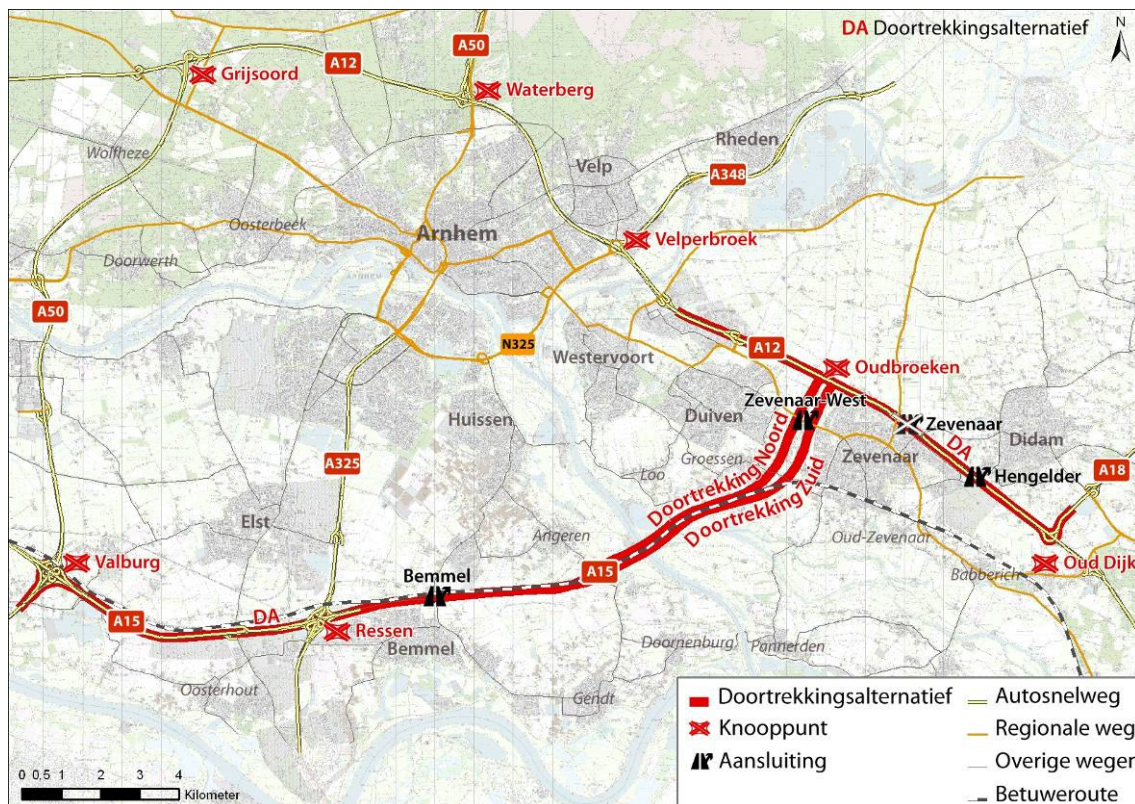 DA Doortrekkingsalternatief
N
A50
A12
Grijsoord
Waterberg
Rheden
Wolfheze
Velp
A348
Oosterbeek
Arnhem
Velperbroek
Doorwerth
A50
N325
Westervoort
A12
Oudbroeken
Zevenaar-West
Huissen
Duiven
Zevenaar
Didam
DA
Groessen
Zevenaar
A325
Loo
Hengelder
A18
Doortrekking Noord
Doortrekking Zuid
Elst
Angeren
Oud-Zevenaar
Valburg
Bemmel
A15
Babberich
Oud Dijk
A15
DA
Ressen
Bemmel
Doornenburg
Pannerden
Oosterhout
Gendt
Doortrekkingsalternatief
Knooppunt
Aansluiting
Autosnelweg
Regionale weg
Overige wegen
Betuweroute
0 0,5 1 2 3 4
Kilometer